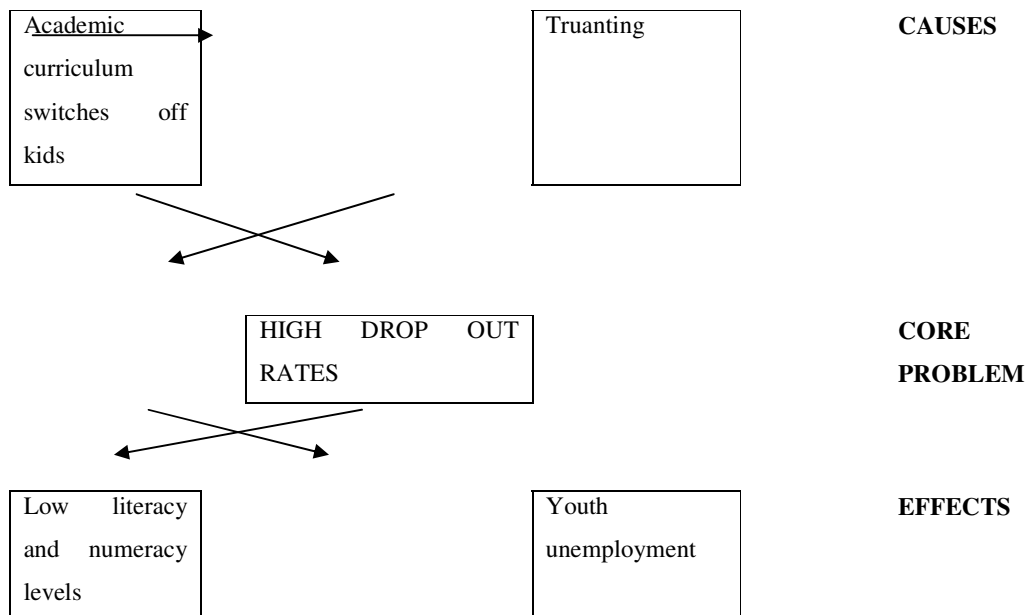 Academic
curriculum
switches off
kids
Truanting
CAUSES
HIGH DROP OUT
RATES
CORE
PROBLEM
Low literacy
and numeracy
levels
Youth
unemployment
EFFECTS